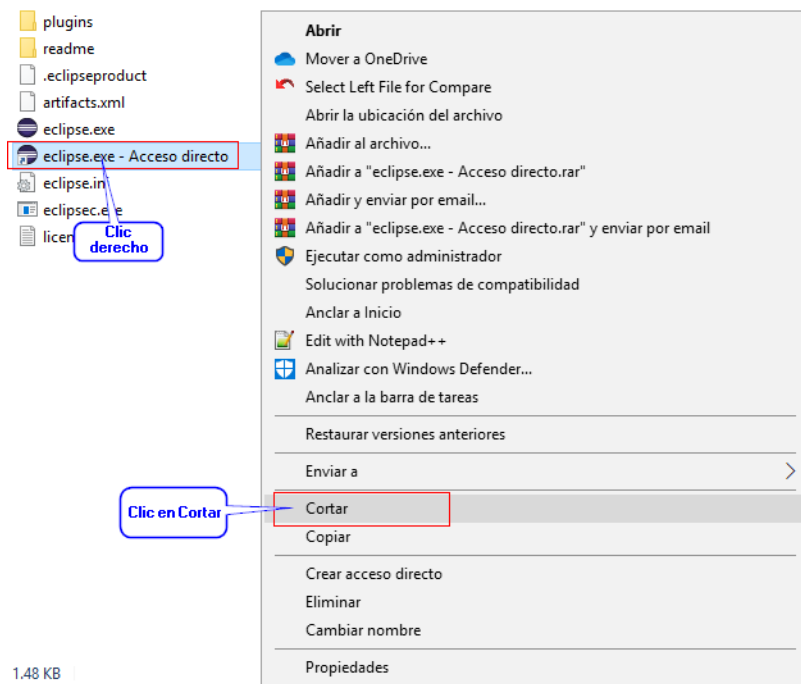 plugins
readme
.eclipseproduct
artifacts.xml
eclipse.exe
eclipse.exe - Acceso directo
eclipse.in
eclipsec.exe
licen
Clic
derecho
1.48 KB
Abrir
Mover a OneDrive
Select Left File for Compare
Abrir la ubicación del archivo
Añadir al archivo...
Añadir a "eclipse.exe - Acceso directo.rar"
Añadir y enviar por email...
Añadir a "eclipse.exe - Acceso directo.rar" y enviar por email
Ejecutar como administrador
Solucionar problemas de compatibilidad
Anclar a Inicio
Edit with Notepad++
Analizar con Windows Defender...
Anclar a la barra de tareas
Restaurar versiones anteriores
Enviar a
Clic en Cortar
Cortar
Copiar
Crear acceso directo
Eliminar
Cambiar nombre
Propiedades